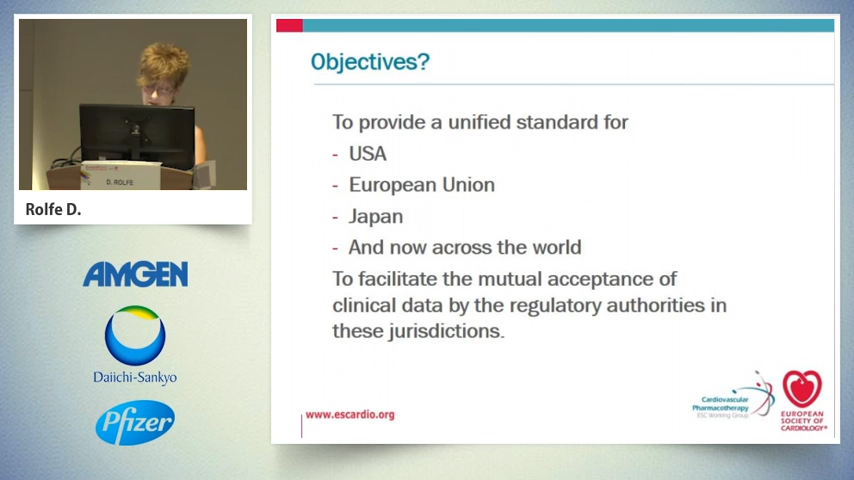 Objectives?
To provide a unified standard for
- USA
- European Union
- Japan
- And now across the world
To facilitate the mutual acceptance of
clinical data by the regulatory authorities in
these jurisdictions.
www.escardio.org
Cardiovascular
Pharmacotherapy
ESC Working Group
EUROPEAN
SOCIETY OF
CARDIOLOGY®
D. ROLFE
Rolfe D.
AMGEN
Daiichi-Sankyo
Pfizer